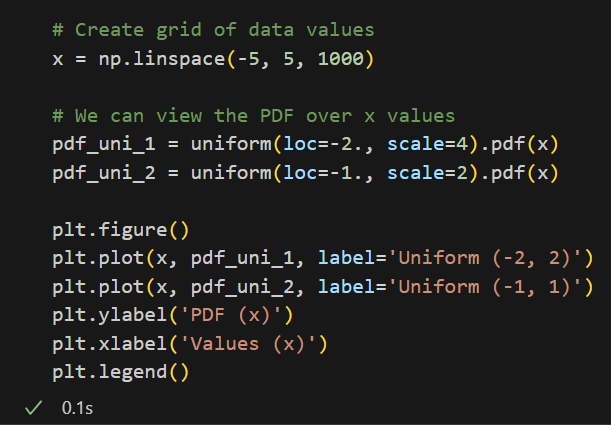 # Create grid of data values
x = np.linspace(-5, 5, 1000)
# We can view the PDF over x values
pdf_uni_1 = uniform(loc=-2., scale=4).pdf(x)
pdf_uni_2 = uniform(loc=-1., scale=2).pdf(x)
plt.figure()
plt.plot(x, pdf_uni_1, label='Uniform (-2, 2)')
plt.plot(x, pdf_uni_2, label='Uniform (-1, 1)')
plt.ylabel('PDF (x)')
plt.xlabel('Values (x)')
plt.legend()
0.1s